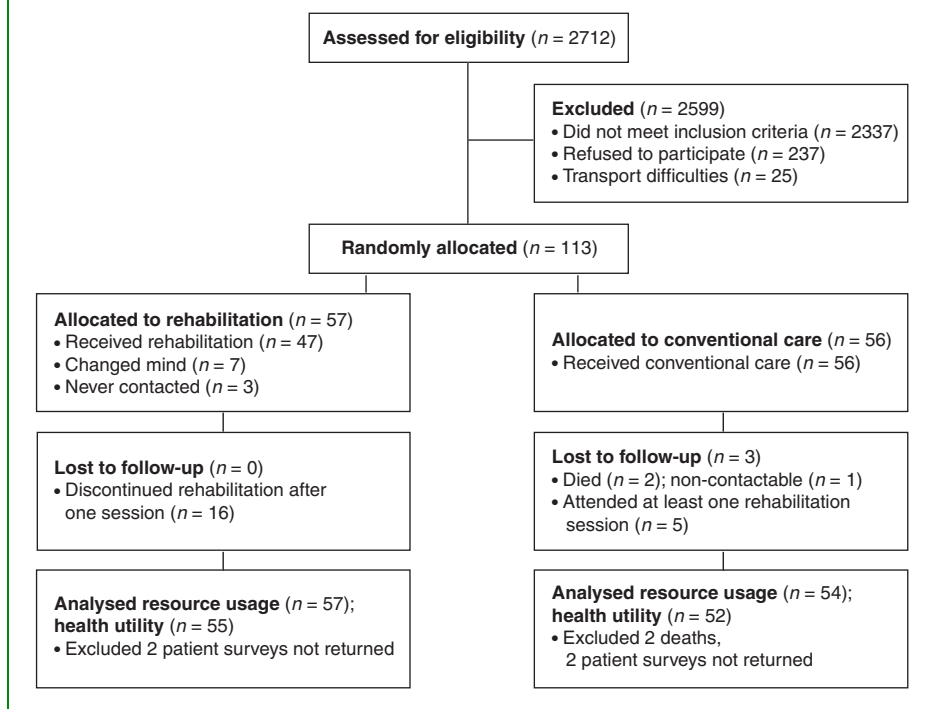 Assessed for eligibility (n = 2712)
Excluded (n = 2599)
• Did not meet inclusion criteria (n = 2337)
• Refused to participate (n = 237)
• Transport difficulties (n = 25)
Randomly allocated (n = 113)
Allocated to rehabilitation (n = 57)
• Received rehabilitation (n = 47)
• Changed mind (n = 7)
• Never contacted (n = 3)
Allocated to conventional care (n = 56)
• Received conventional care (n = 56)
Lost to follow-up (n = 0)
• Discontinued rehabilitation after
one session (n = 16)
Lost to follow-up (n = 3)
• Died (n = 2); non-contactable (n = 1)
• Attended at least one rehabilitation
session (n = 5)
Analysed resource usage (n = 57);
health utility (n = 55)
• Excluded 2 patient surveys not returned
Analysed resource usage (n = 54);
health utility (n = 52)
• Excluded 2 deaths,
2 patient surveys not returned